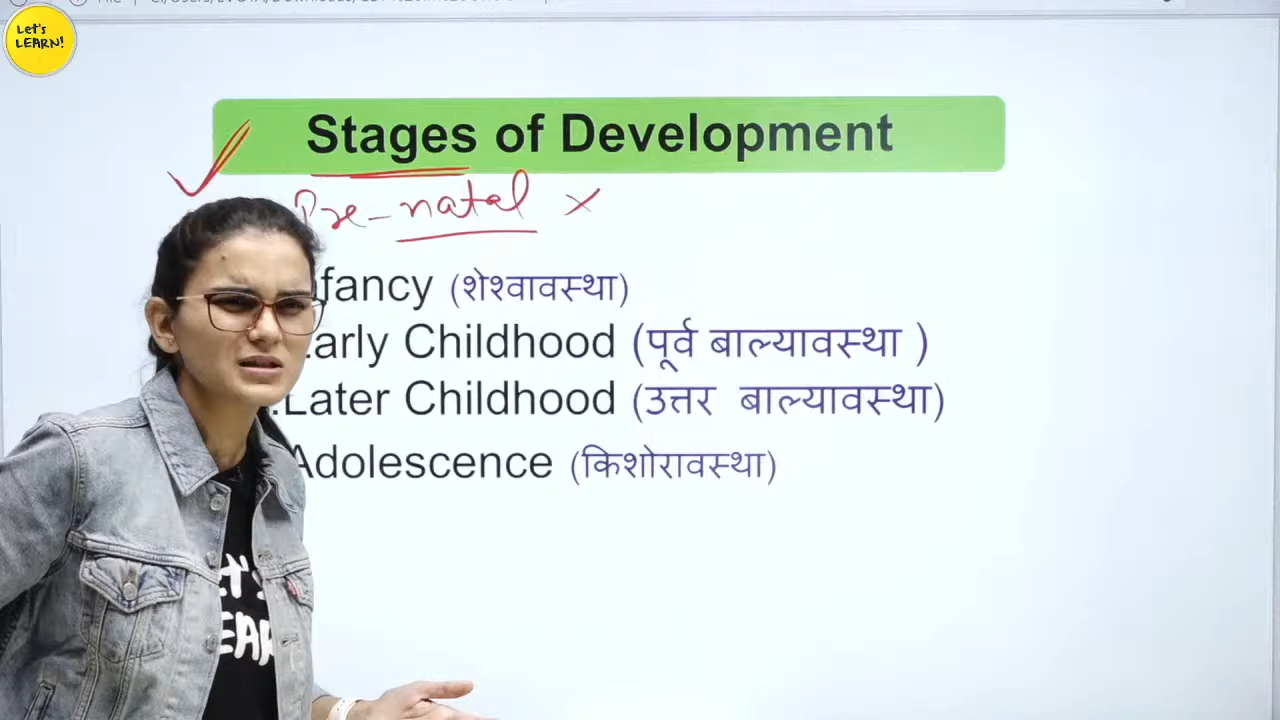 Let's
LEARN!
Stages of Development
Pre-natal ×
fancy (शेश्वावस्था)
arly Childhood (पूर्व बाल्यावस्था )
.Later Childhood (उत्तर बाल्यावस्था)
Adolescence (किशोरावस्था)